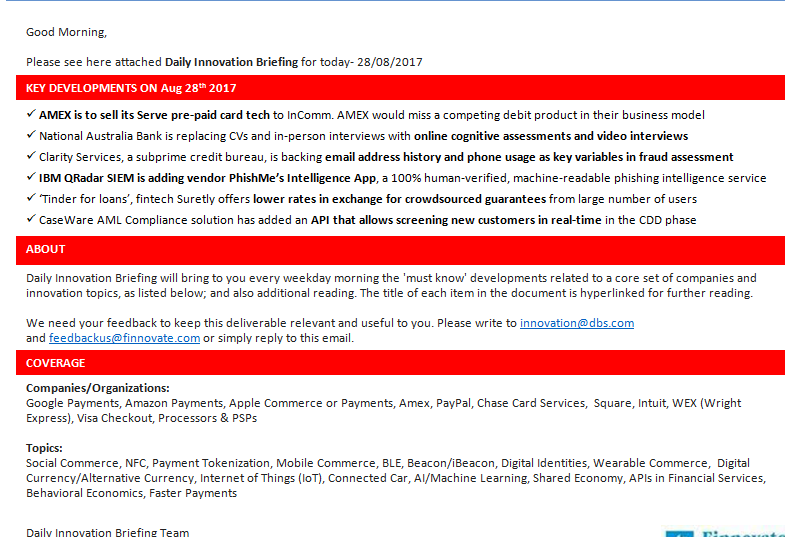 Good Morning,
Please see here attached Daily Innovation Briefing for today- 28/08/2017
KEY DEVELOPMENTS ON Aug 28th 2017
✓ AMEX is to sell its Serve pre-paid card tech to InComm. AMEX would miss a competing debit product in their business model
✓ National Australia Bank is replacing CVs and in-person interviews with online cognitive assessments and video interviews
✓ Clarity Services, a subprime credit bureau, is backing email address history and phone usage as key variables in fraud assessment
✓ IBM QRadar SIEM is adding vendor PhishMe's Intelligence App, a 100% human-verified, machine-readable phishing intelligence service
✓ 'Tinder for loans', fintech Suretly offers lower rates in exchange for crowdsourced guarantees from large number of users
✓ CaseWare AML Compliance solution has added an API that allows screening new customers in real-time in the CDD phase
ABOUT
Daily Innovation Briefing will bring to you every weekday morning the 'must know' developments related to a core set of companies and
innovation topics, as listed below; and also additional reading. The title of each item in the document is hyperlinked for further reading.
We need your feedback to keep this deliverable relevant and useful to you. Please write to innovation@dbs.com
and feedbackus@finnovate.com or simply reply to this email.
COVERAGE
Companies/Organizations:
Google Payments, Amazon Payments, Apple Commerce or Payments, Amex, PayPal, Chase Card Services, Square, Intuit, WEX (Wright
Express), Visa Checkout, Processors & PSPs
Topics:
Social Commerce, NFC, Payment Tokenization, Mobile Commerce, BLE, Beacon/iBeacon, Digital Identities, Wearable Commerce, Digital
Currency/Alternative Currency, Internet of Things (IoT), Connected Car, AI/Machine Learning, Shared Economy, APIs in Financial Services,
Behavioral Economics, Faster Payments
Daily Innovation Briefing Team